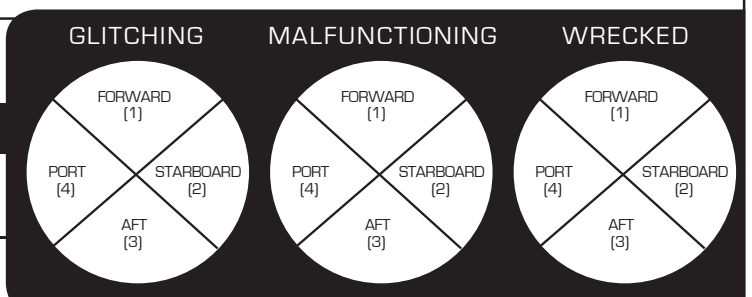 GLITCHING MALFUNCTIONING WRECKED
FORWARD
(1)
PORT
(4)
STARBOARD
(2)
AFT
(3)
FORWARD
(1)
PORT
(4)
STARBOARD
(2)
AFT
(3)
FORWARD
(1)
PORT
(4)
STARBOARD
(2)
AFT
(3)